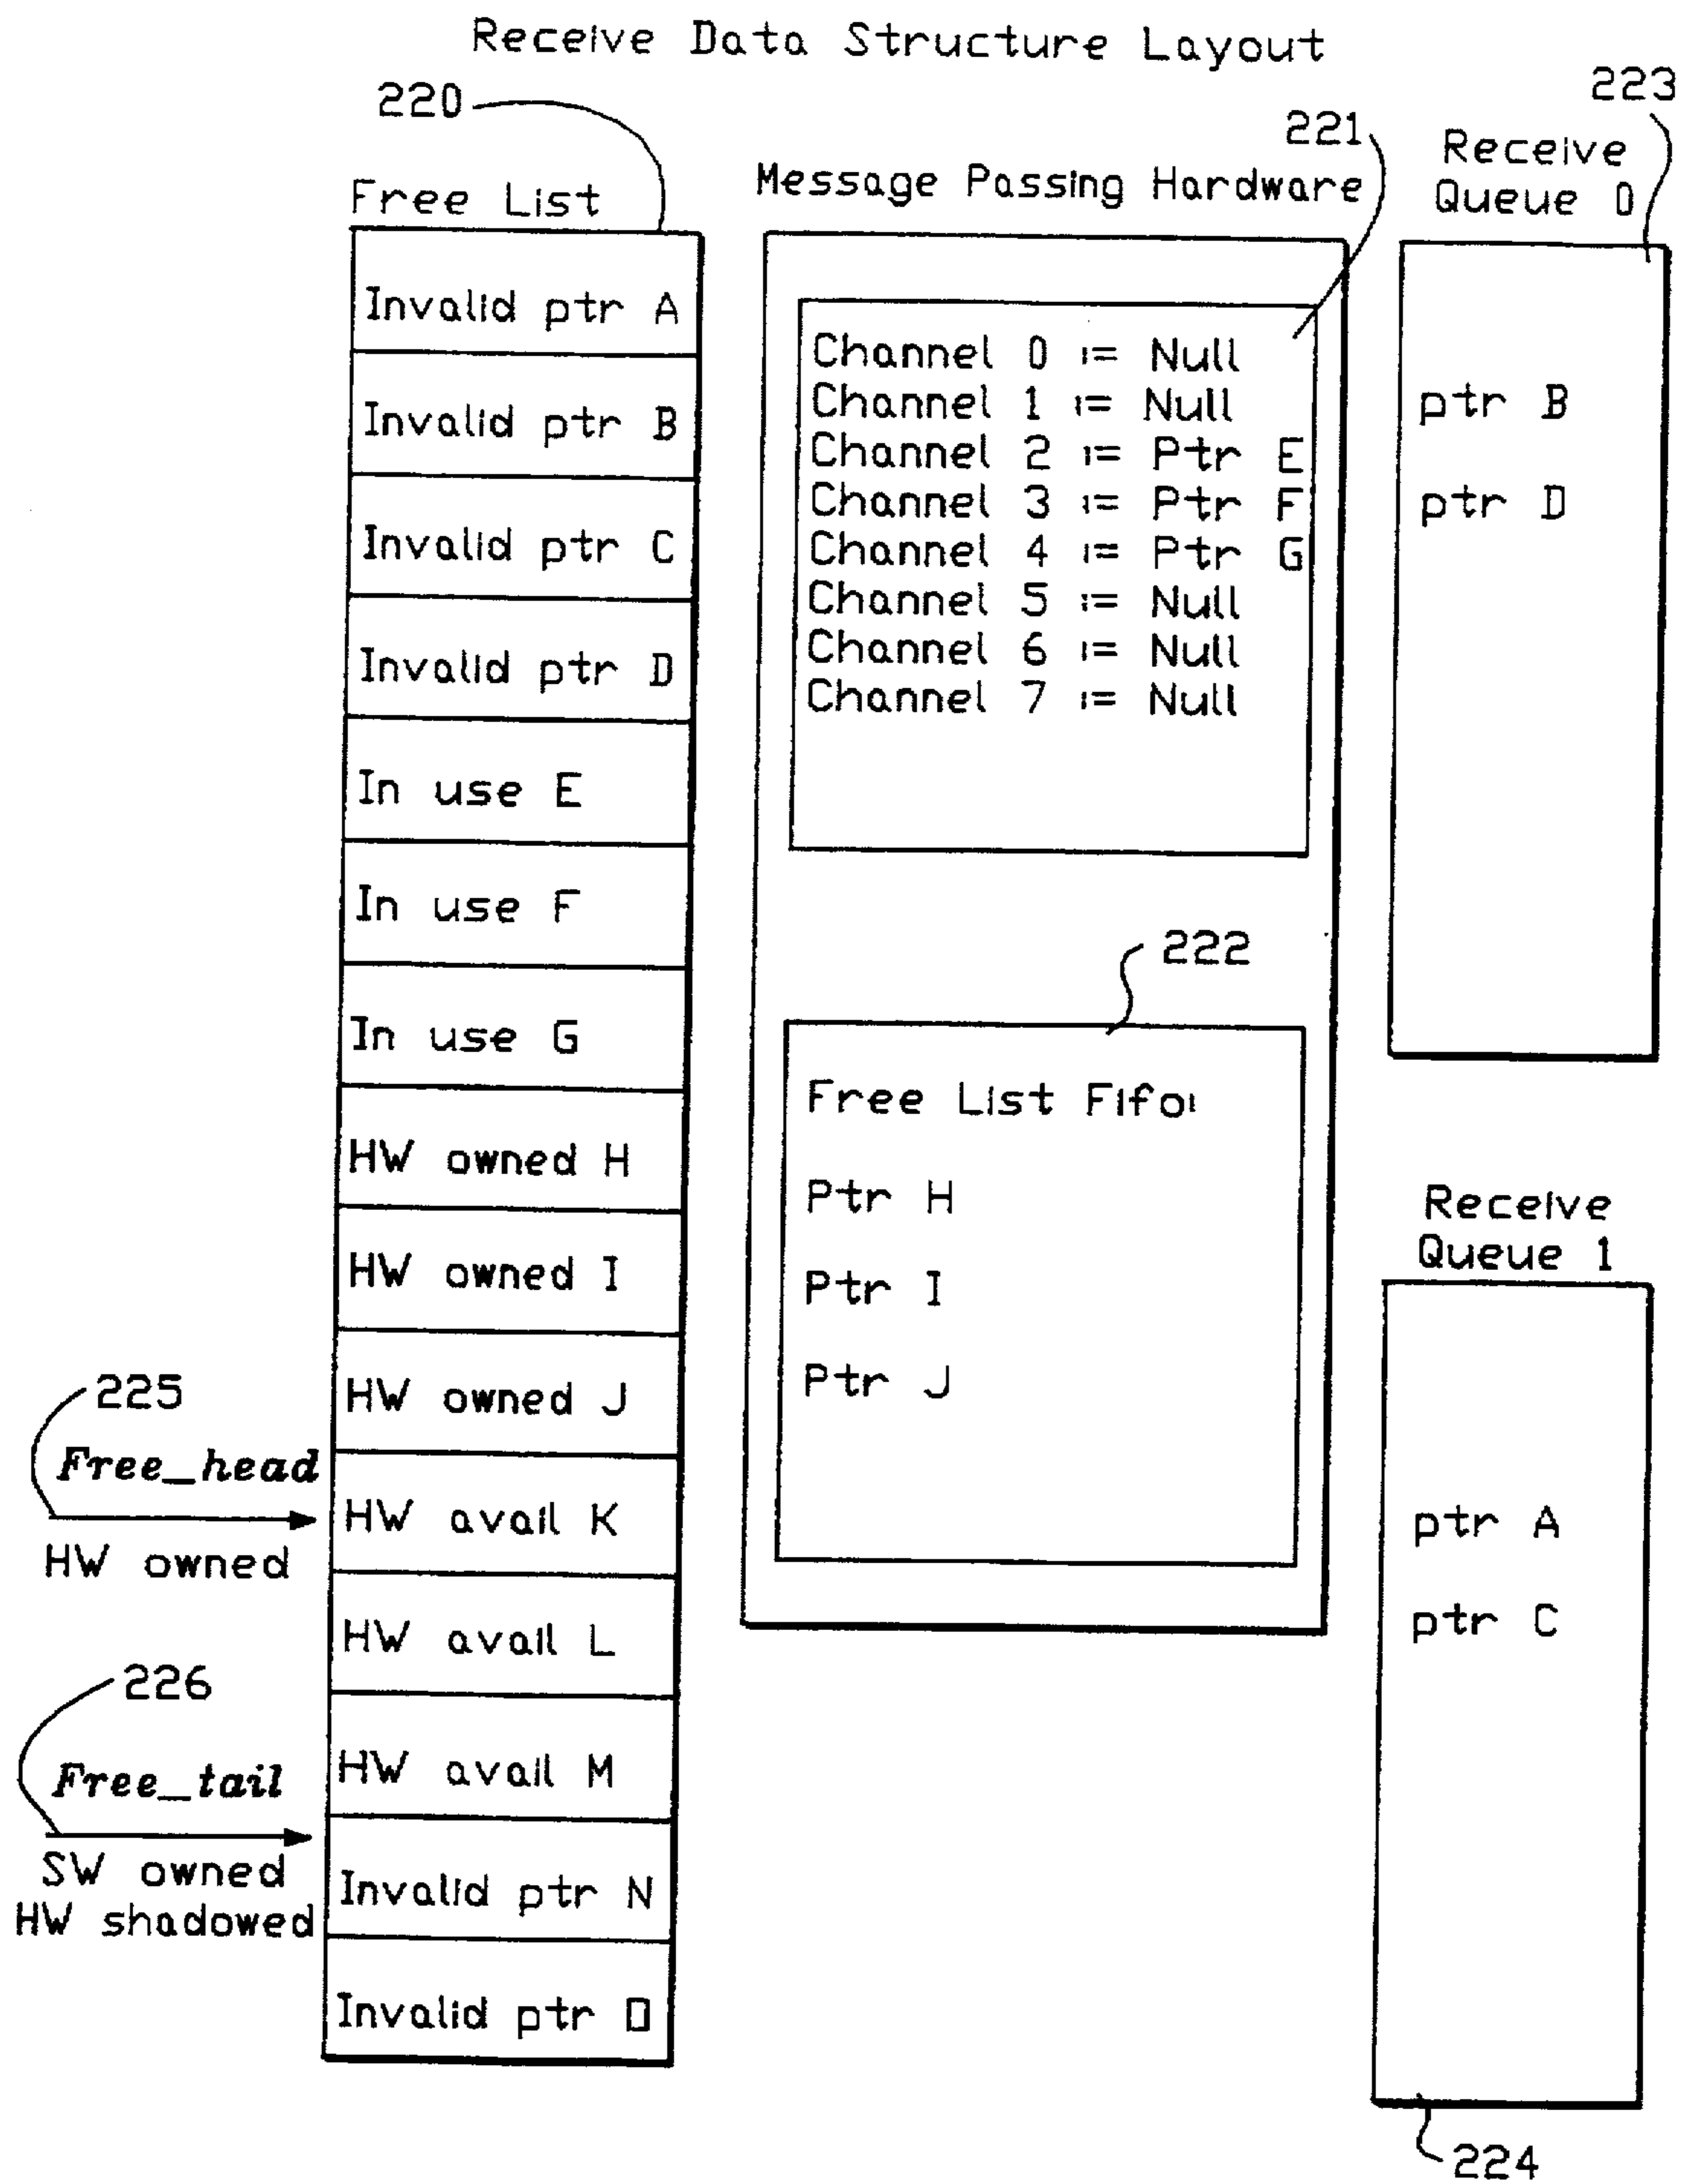 Receive Data Structure Layout
220
Free List
Invalid ptr A
Invalid ptr B
Invalid ptr C
Invalid ptr D
In use E
In use F
In use G
HW owned H
HW owned I
HW owned J
HW avail K
HW avail L
HW avail M
Invalid ptr N
Invalid ptr O
225
Free_head
HW owned
226
Free_tail
SW owned
HW shadowed
Message Passing Hardware
221
Channel 0 := Null
Channel 1 := Null
Channel 2 := Ptr E
Channel 3 := Ptr F
Channel 4 := Ptr G
Channel 5 := Null
Channel 6 := Null
Channel 7 := Null
222
Free List Fifo:
Ptr H
Ptr I
Ptr J
223
Receive
Queue 0
ptr B
ptr D
Receive
Queue 1
ptr A
ptr C
224